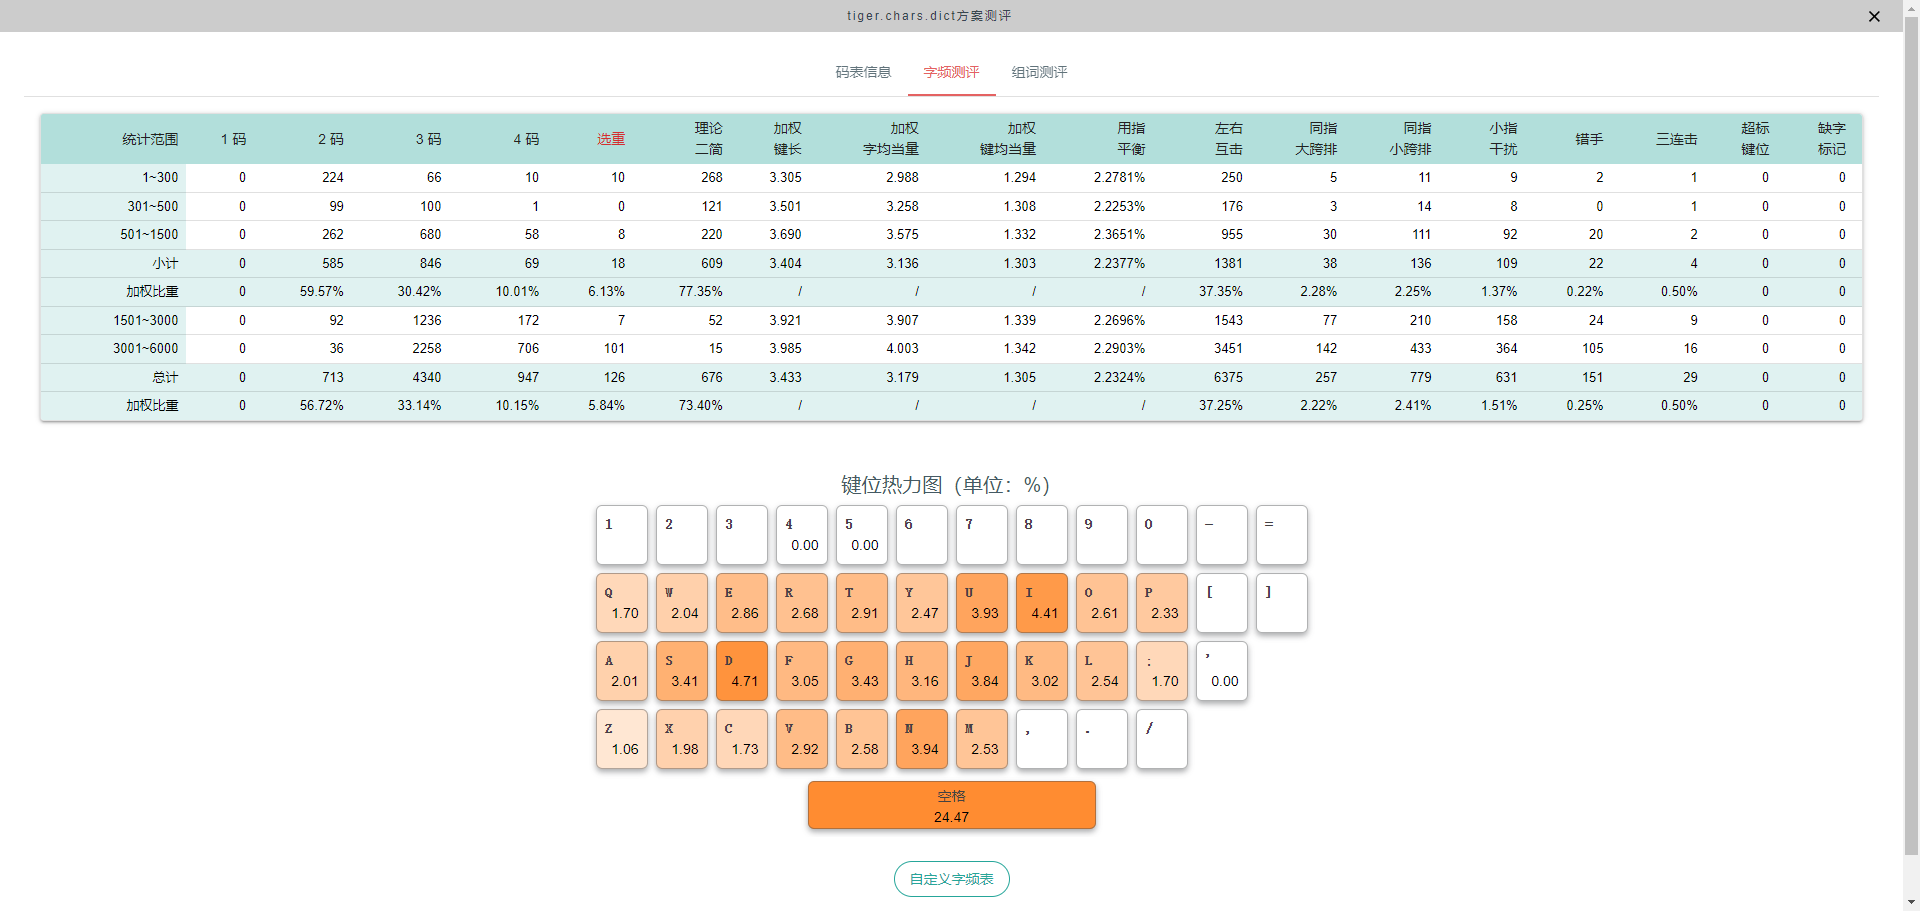 tiger.chars.dict方案测评 ×
码表信息 字频测评 组词测评
统计范围 1 码 2 码 3 码 4 码 选重 理论二简 加权键长 加权字均当量 加权键均当量 用指平衡 左右互击 同指大跨排 同指小跨排 小指干扰 错手 三连击 超标键位 缺字标记
1~300 0 224 66 10 10 268 3.305 2.988 1.294 2.2781% 250 5 11 9 2 1 0 0
301~500 0 99 100 1 0 121 3.501 3.258 1.308 2.2253% 176 3 14 8 0 1 0 0
501~1500 0 262 680 58 8 220 3.690 3.575 1.332 2.3651% 955 30 111 92 20 2 0 0
小计 0 585 846 69 18 609 3.404 3.136 1.303 2.2377% 1381 38 136 109 22 4 0 0
加权比重 0 59.57% 30.42% 10.01% 6.13% 77.35% / / / / 37.35% 2.28% 2.25% 1.37% 0.22% 0.50% 0 0
1501~3000 0 92 1236 172 7 52 3.921 3.907 1.339 2.2696% 1543 77 210 158 24 9 0 0
3001~6000 0 36 2258 706 101 15 3.985 4.003 1.342 2.2903% 3451 142 433 364 105 16 0 0
总计 0 713 4340 947 126 676 3.433 3.179 1.305 2.2324% 6375 257 779 631 151 29 0 0
加权比重 0 56.72% 33.14% 10.15% 5.84% 73.40% / / / / 37.25% 2.22% 2.41% 1.51% 0.25% 0.50% 0 0
键位热力图（单位：%）
1 2 3 4 5 6 7 8 9 0 - =
0.00 0.00
Q W E R T Y U I O P [ ]
1.70 2.04 2.86 2.68 2.91 2.47 3.93 4.41 2.61 2.33
A S D F G H J K L ; '
2.01 3.41 4.71 3.05 3.43 3.16 3.84 3.02 2.54 1.70 0.00
Z X C V B N M , . /
1.06 1.98 1.73 2.92 2.58 3.94 2.53
空格
24.47
自定义字频表